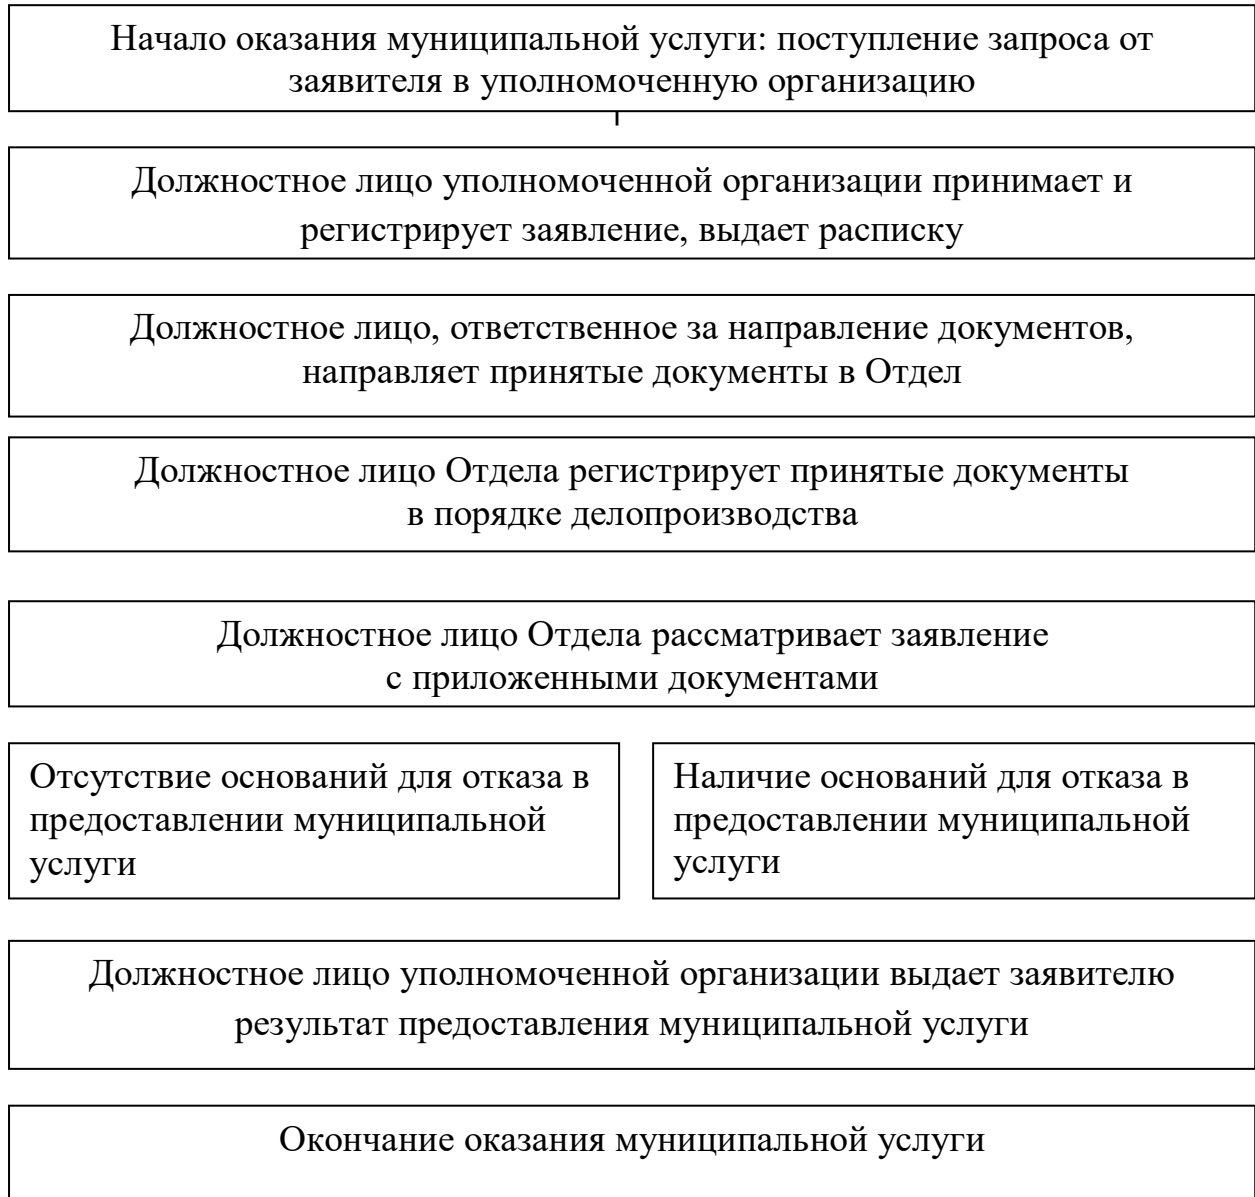 Начало оказания муниципальной услуги: поступление запроса от
заявителя в уполномоченную организацию
Должностное лицо уполномоченной организации принимает и
регистрирует заявление, выдает расписку
Должностное лицо, ответственное за направление документов,
направляет принятые документы в Отдел
Должностное лицо Отдела регистрирует принятые документы
в порядке делопроизводства
Должностное лицо Отдела рассматривает заявление
с приложенными документами
Отсутствие оснований для отказа в
предоставлении муниципальной
услуги
Наличие оснований для отказа в
предоставлении муниципальной
услуги
Должностное лицо уполномоченной организации выдает заявителю
результат предоставления муниципальной услуги
Окончание оказания муниципальной услуги